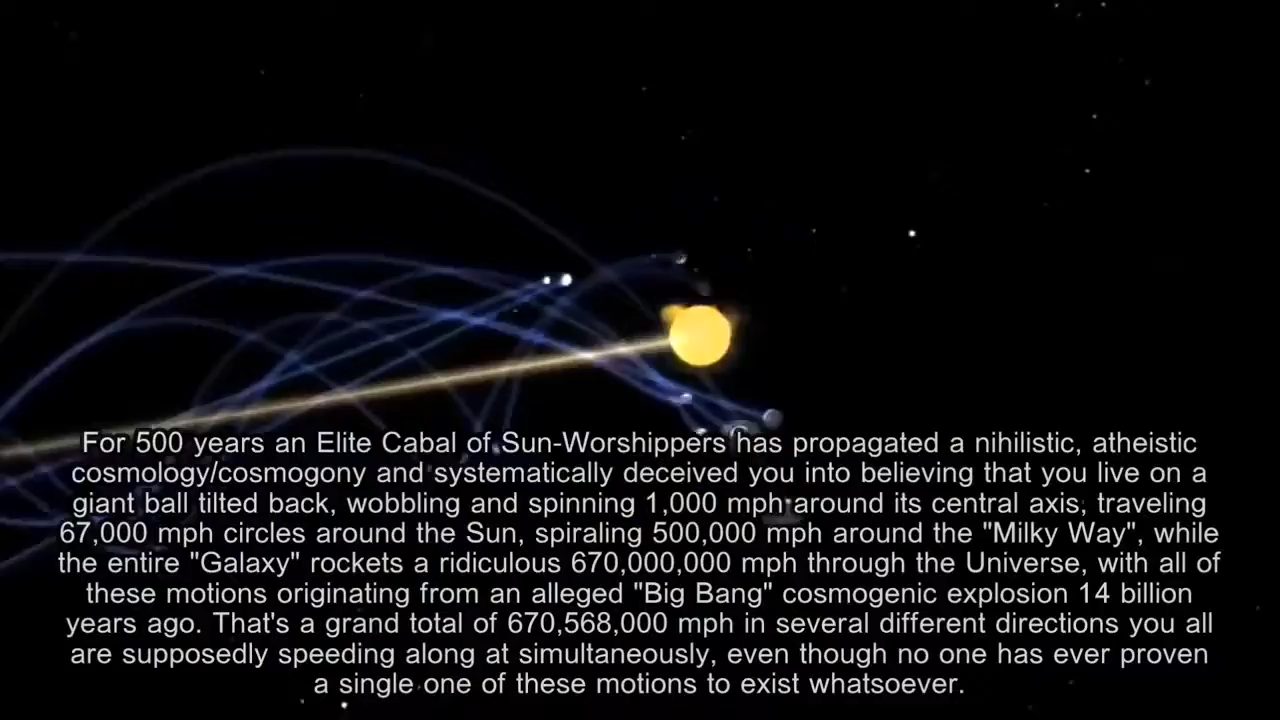 For 500 years an Elite Cabal of Sun-Worshippers has propagated a nihilistic, atheistic
cosmology/cosmogony and systematically deceived you into believing that you live on a
giant ball tilted back, wobbling and spinning 1,000 mph around its central axis, traveling
67,000 mph circles around the Sun, spiraling 500,000 mph around the "Milky Way", while
the entire "Galaxy" rockets a ridiculous 670,000,000 mph through the Universe, with all of
these motions originating from an alleged "Big Bang" cosmogenic explosion 14 billion
years ago. That's a grand total of 670,568,000 mph in several different directions you all
are supposedly speeding along at simultaneously, even though no one has ever proven
a single one of these motions to exist whatsoever.